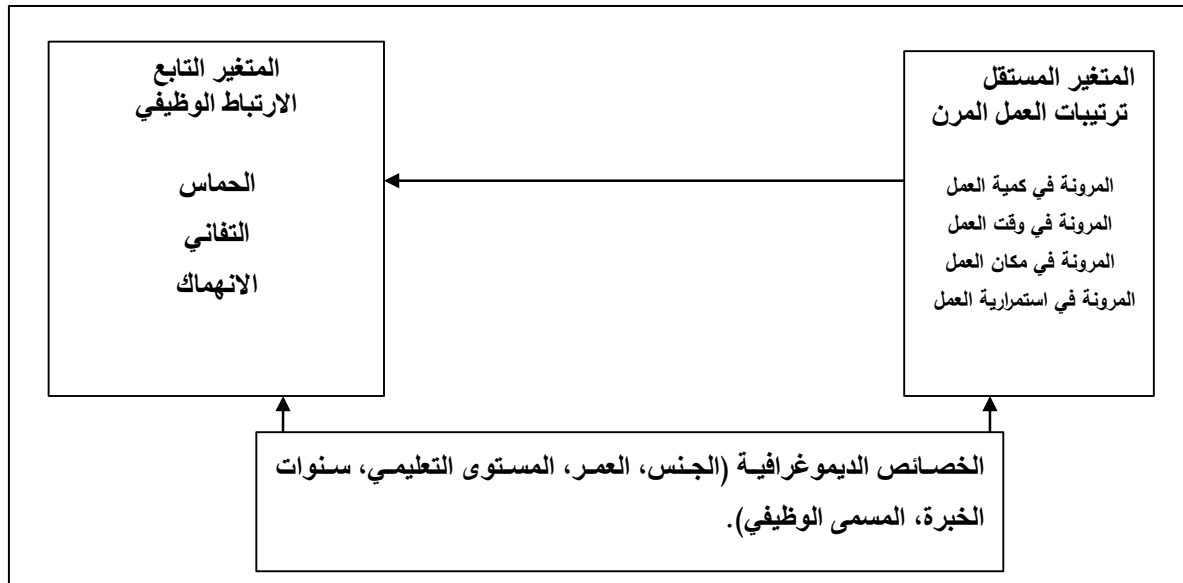 المتغير المستقل
ترتيبات العمل المرن
المرونة في كمية العمل
المرونة في وقت العمل
المرونة في مكان العمل
المرونة في استمرارية العمل
المتغير التابع
الارتباط الوظيفي
الحماس
التفاني
الانهماك
الخصائص الديموغرافية (الجنس، العمر، المستوى التعليمي، سنوات
الخبرة، المسمى الوظيفي).